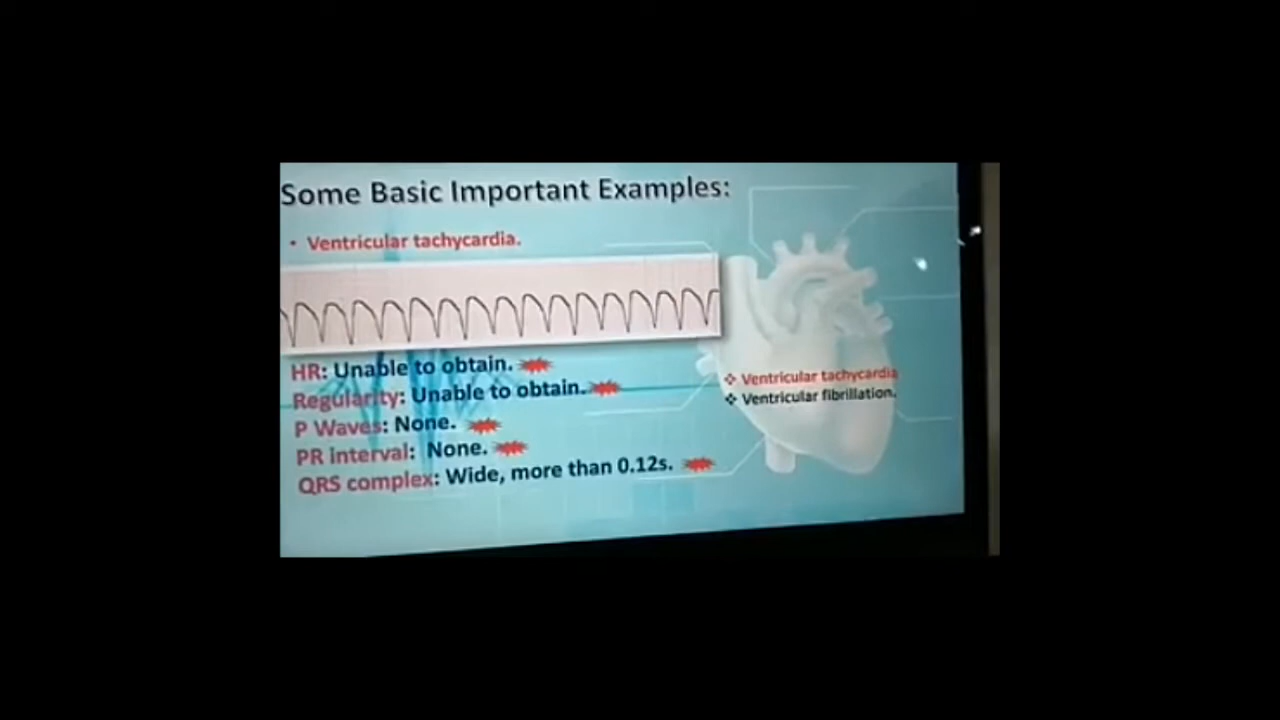 Some Basic Important Examples:
• Ventricular tachycardia.
HR: Unable to obtain.
Regularity: Unable to obtain.
P Waves: None.
PR interval: None.
QRS complex: Wide, more than 0.12s.
❖ Ventricular tachycardia
❖ Ventricular fibrillation.